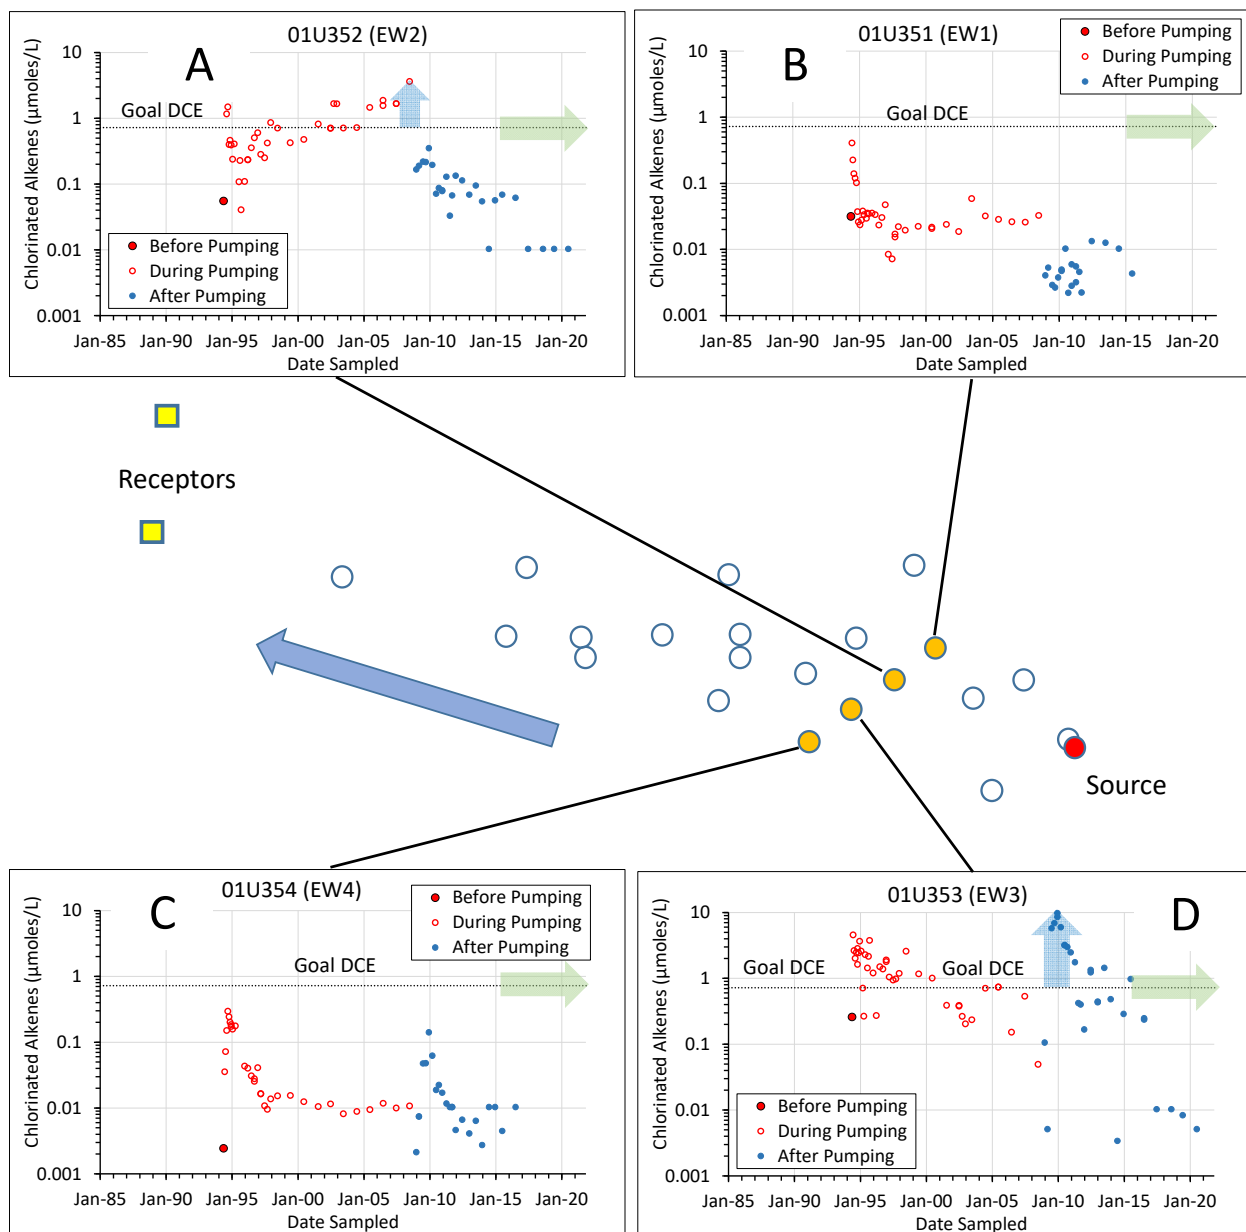 01U352 (EW2)
A
Chlorinated Alkenes (µmoles/L)
10
1
0.1
0.01
0.001
Goal DCE
Before Pumping
During Pumping
After Pumping
Jan-85 Jan-90 Jan-95 Jan-00 Jan-05 Jan-10 Jan-15 Jan-20
Date Sampled
01U351 (EW1)
B
Before Pumping
During Pumping
After Pumping
Chlorinated Alkenes (µmoles/L)
10
1
0.1
0.01
0.001
Goal DCE
Jan-85 Jan-90 Jan-95 Jan-00 Jan-05 Jan-10 Jan-15 Jan-20
Date Sampled
Receptors
Source
01U354 (EW4)
C
Before Pumping
During Pumping
After Pumping
Chlorinated Alkenes (µmoles/L)
10
1
0.1
0.01
0.001
Goal DCE
Jan-85 Jan-90 Jan-95 Jan-00 Jan-05 Jan-10 Jan-15 Jan-20
Date Sampled
01U353 (EW3)
D
Chlorinated Alkenes (µmoles/L)
10
1
0.1
0.01
0.001
Goal DCE Goal DCE
Before Pumping
During Pumping
After Pumping
Jan-85 Jan-90 Jan-95 Jan-00 Jan-05 Jan-10 Jan-15 Jan-20
Date Sampled